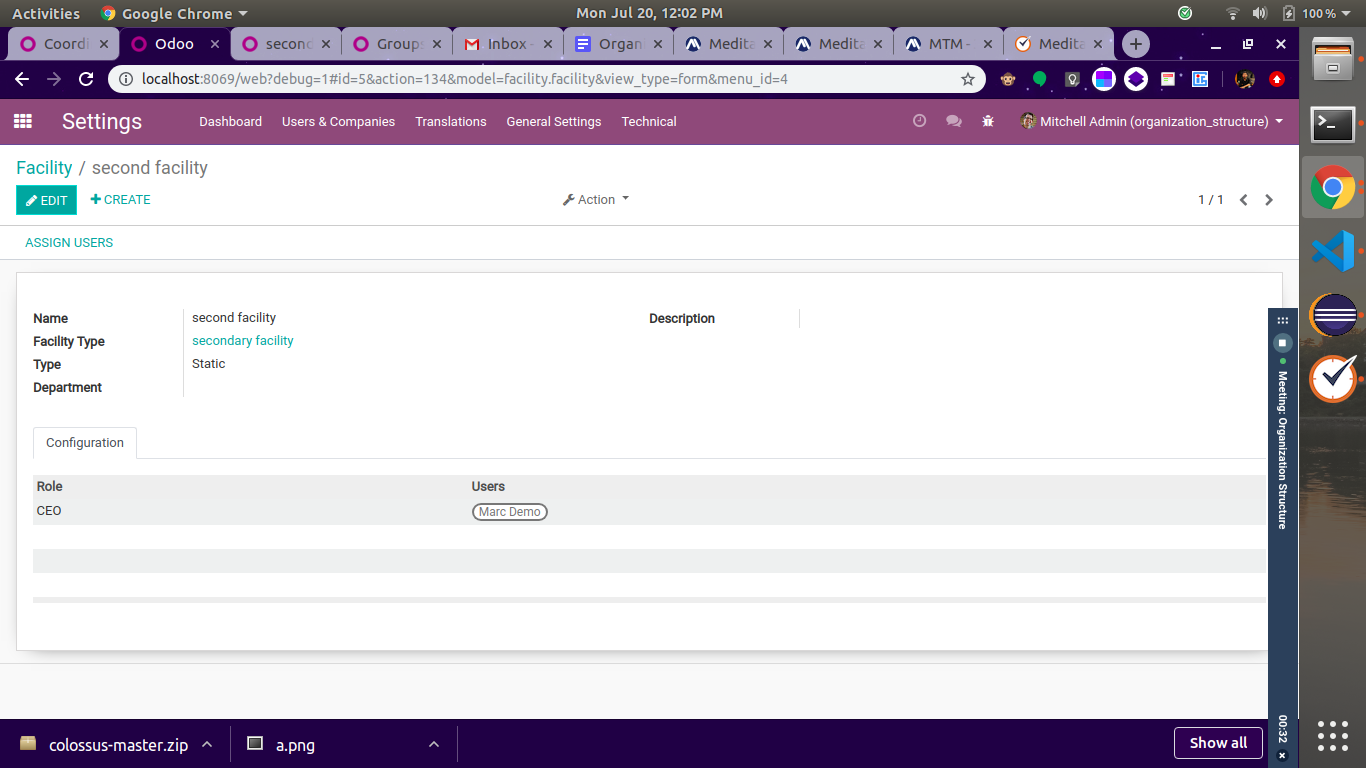 Activities Google Chrome Mon Jul 20, 12:02 PM 100 %
Coordi Odoo second Groups Inbox - Organ Medita Medita MTM - Medita
localhost:8069/web?debug=1#id=5&action=134&model=facility.facility&view_type=form&menu_id=4
Settings Dashboard Users & Companies Translations General Settings Technical Mitchell Admin (organization_structure)
Facility / second facility
EDIT CREATE Action 1 / 1
ASSIGN USERS
Name second facility Description
Facility Type secondary facility
Type Static
Department
Configuration
Role Users
CEO Marc Demo
Meeting: Organization Structure
00:32
colossus-master.zip a.png Show all